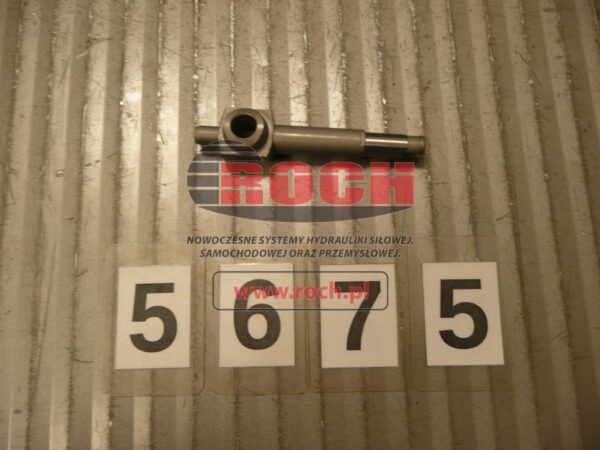 ROCH
NOWOCZESNE SYSTEMY HYDRAULIKI SIŁOWEJ,
SAMOCHODOWEJ ORAZ PRZEMYSŁOWEJ.
www.roch.pl
5 6 7 5